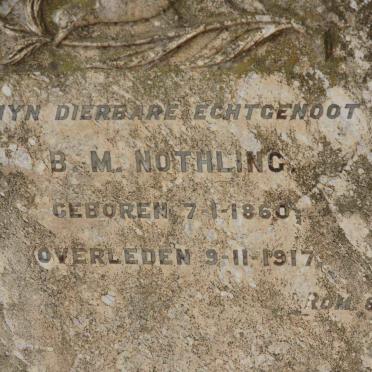 MYN DIERBARE ECHTGENOOT
B. M. NOTHLING.
GEBOREN 7-1-1860.
OVERLEDEN 9-11-1917.
ROM 8